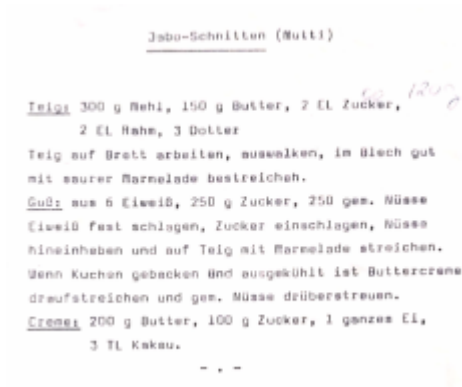 Jabo-Schnitten (Mutti)
Teig: 300 g Mehl, 150 g Butter, 2 EL Zucker,
2 EL Rahm, 3 Dotter
Teig auf Brett arbeiten, auswalken, im Blech gut
mit saurer Marmelade bestreichen.
Guß: aus 6 Eiweiß, 250 g Zucker, 250 gem. Nüsse
Eiweiß fest schlagen, Zucker einschlagen, Nüsse
hineinheben und auf Teig mit Marmelade streichen.
Wenn Kuchen gebacken und ausgekühlt ist Buttercreme
draufstreichen und gem. Nüsse drüberstreuen.
Creme: 200 g Butter, 100 g Zucker, 1 ganzes Ei,
3 TL Kakau.
- . -